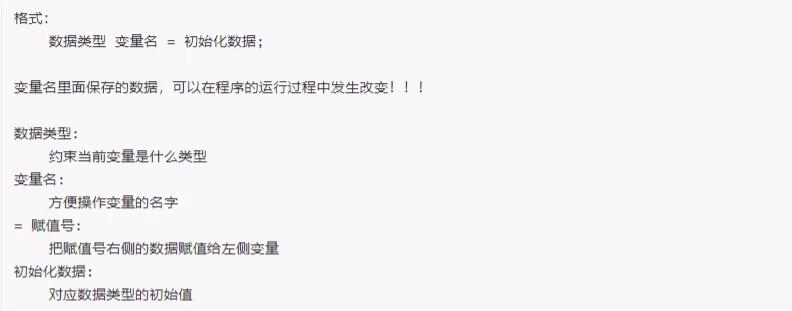 格式：
数据类型 变量名 = 初始化数据；
变量名里面保存的数据，可以在程序的运行过程中发生改变！！！
数据类型：
约束当前变量是什么类型
变量名：
方便操作变量的名字
= 赋值号：
把赋值号右侧的数据赋值给左侧变量
初始化数据：
对应数据类型的初始值